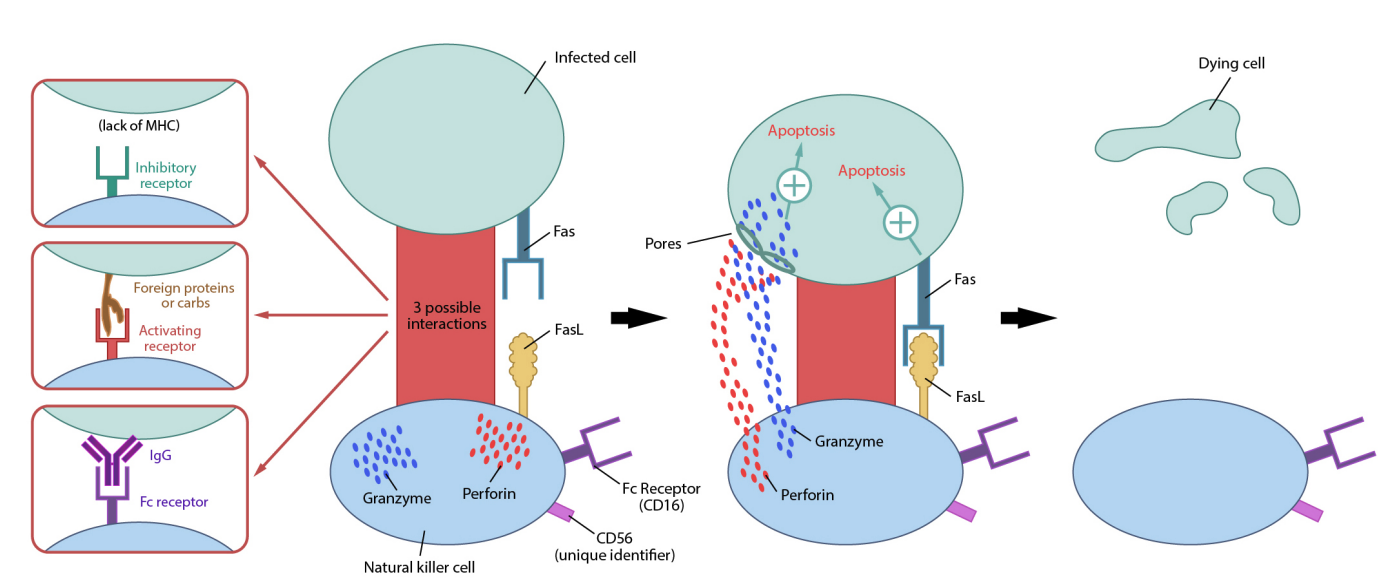 (lack of MHC)
Inhibitory
receptor
Foreign proteins
or carbs
Activating
receptor
IgG
Fc receptor
Infected cell
Fas
3 possible
interactions
FasL
Granzyme
Perforin
Fc Receptor
(CD16)
CD56
(unique identifier)
Natural killer cell
Apoptosis
Apoptosis
Pores
Fas
FasL
Granzyme
Perforin
Dying cell